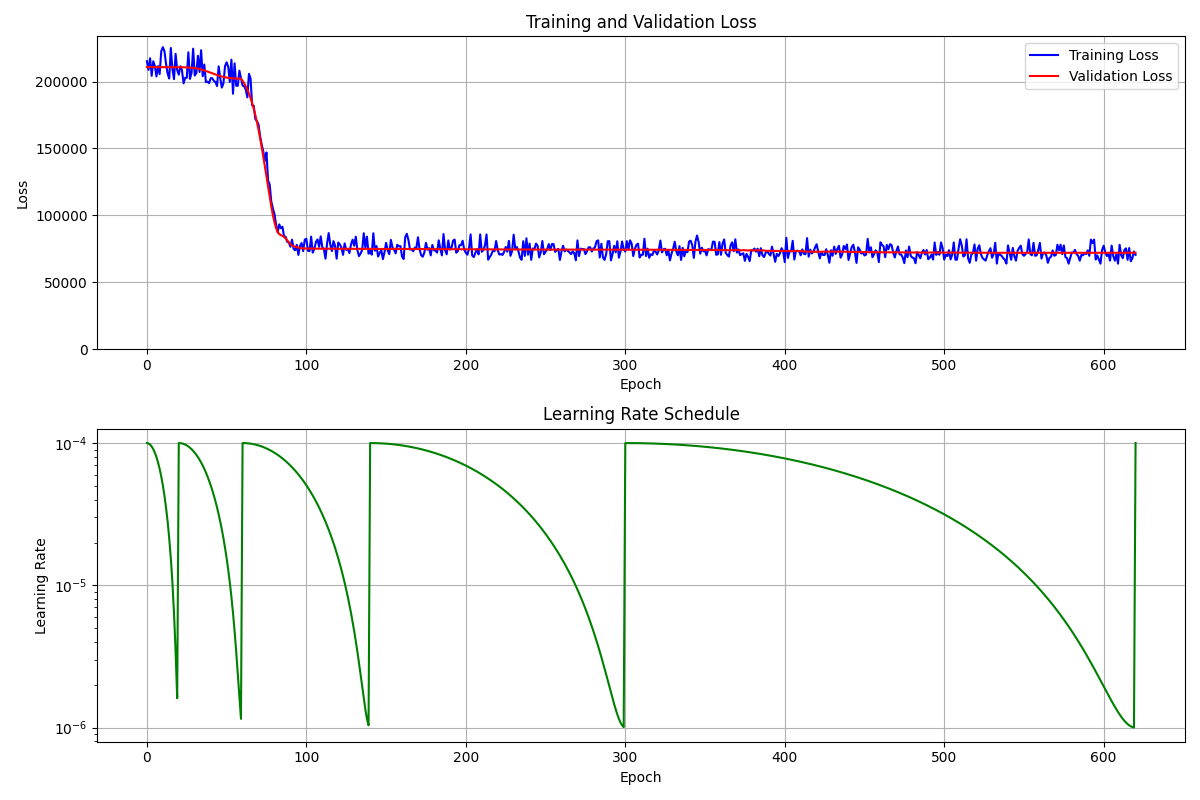 Training and Validation Loss
Training Loss
Validation Loss
Loss
200000
150000
100000
50000
0
0 100 200 300 400 500 600
Epoch
Learning Rate Schedule
Learning Rate
10⁻⁴
10⁻⁵
10⁻⁶
0 100 200 300 400 500 600
Epoch